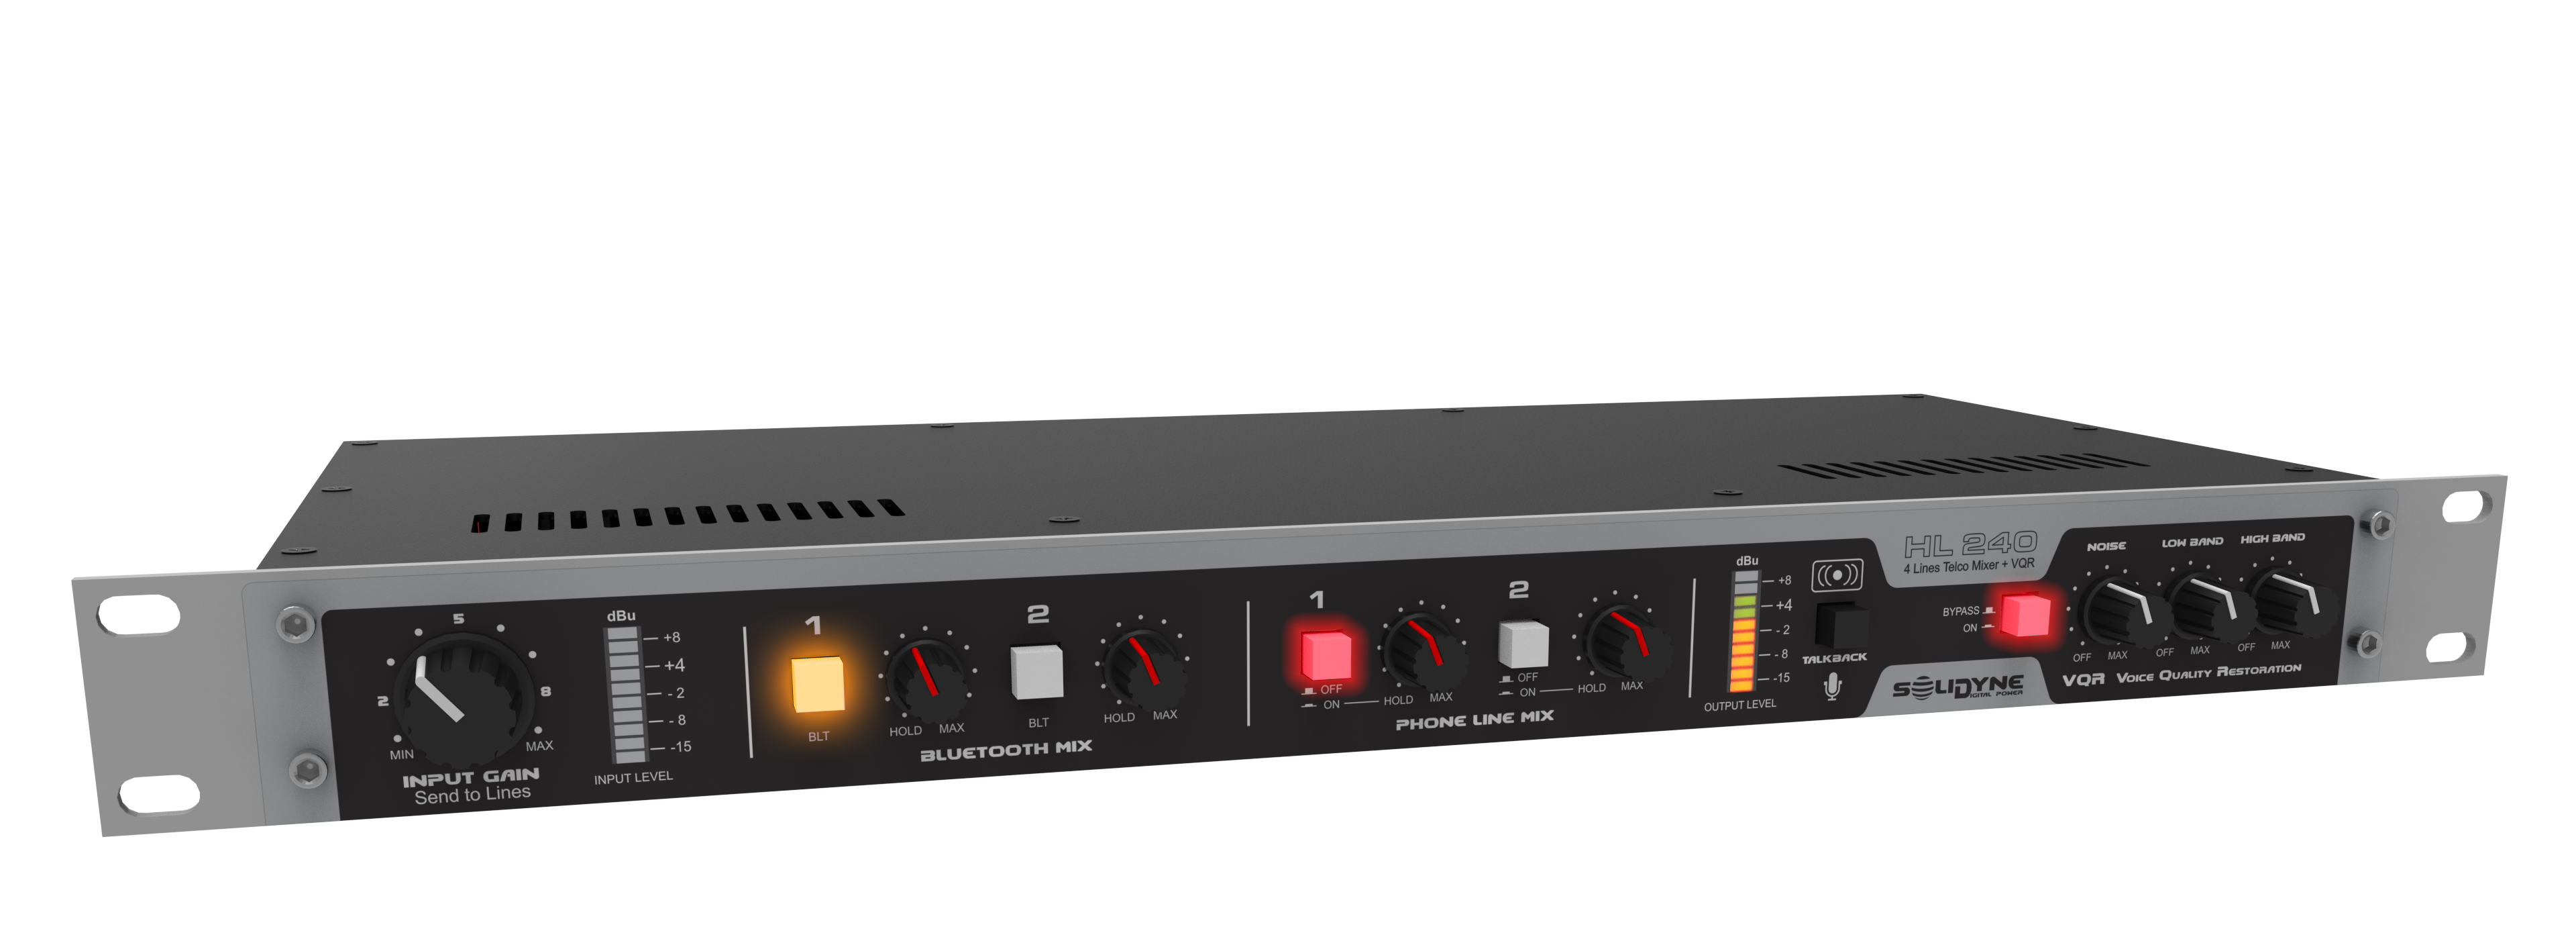 5
2
8
MIN
MAX
INPUT GAIN
Send to Lines
dBu
+8
+4
- 2
- 8
-15
INPUT LEVEL
1
BLT
HOLD
MAX
2
BLT
HOLD
MAX
BLUETOOTH MIX
1
OFF
ON
HOLD
MAX
2
OFF
ON
HOLD
MAX
PHONE LINE MIX
dBu
+8
+4
- 2
- 8
-15
OUTPUT LEVEL
TALKBACK
HL 240
4 Lines Telco Mixer + VQR
SOLIDYNE
DIGITAL POWER
BYPASS
ON
NOISE
LOW BAND
HIGH BAND
OFF
MAX
OFF
MAX
OFF
MAX
VQR VOICE QUALITY RESTORATION